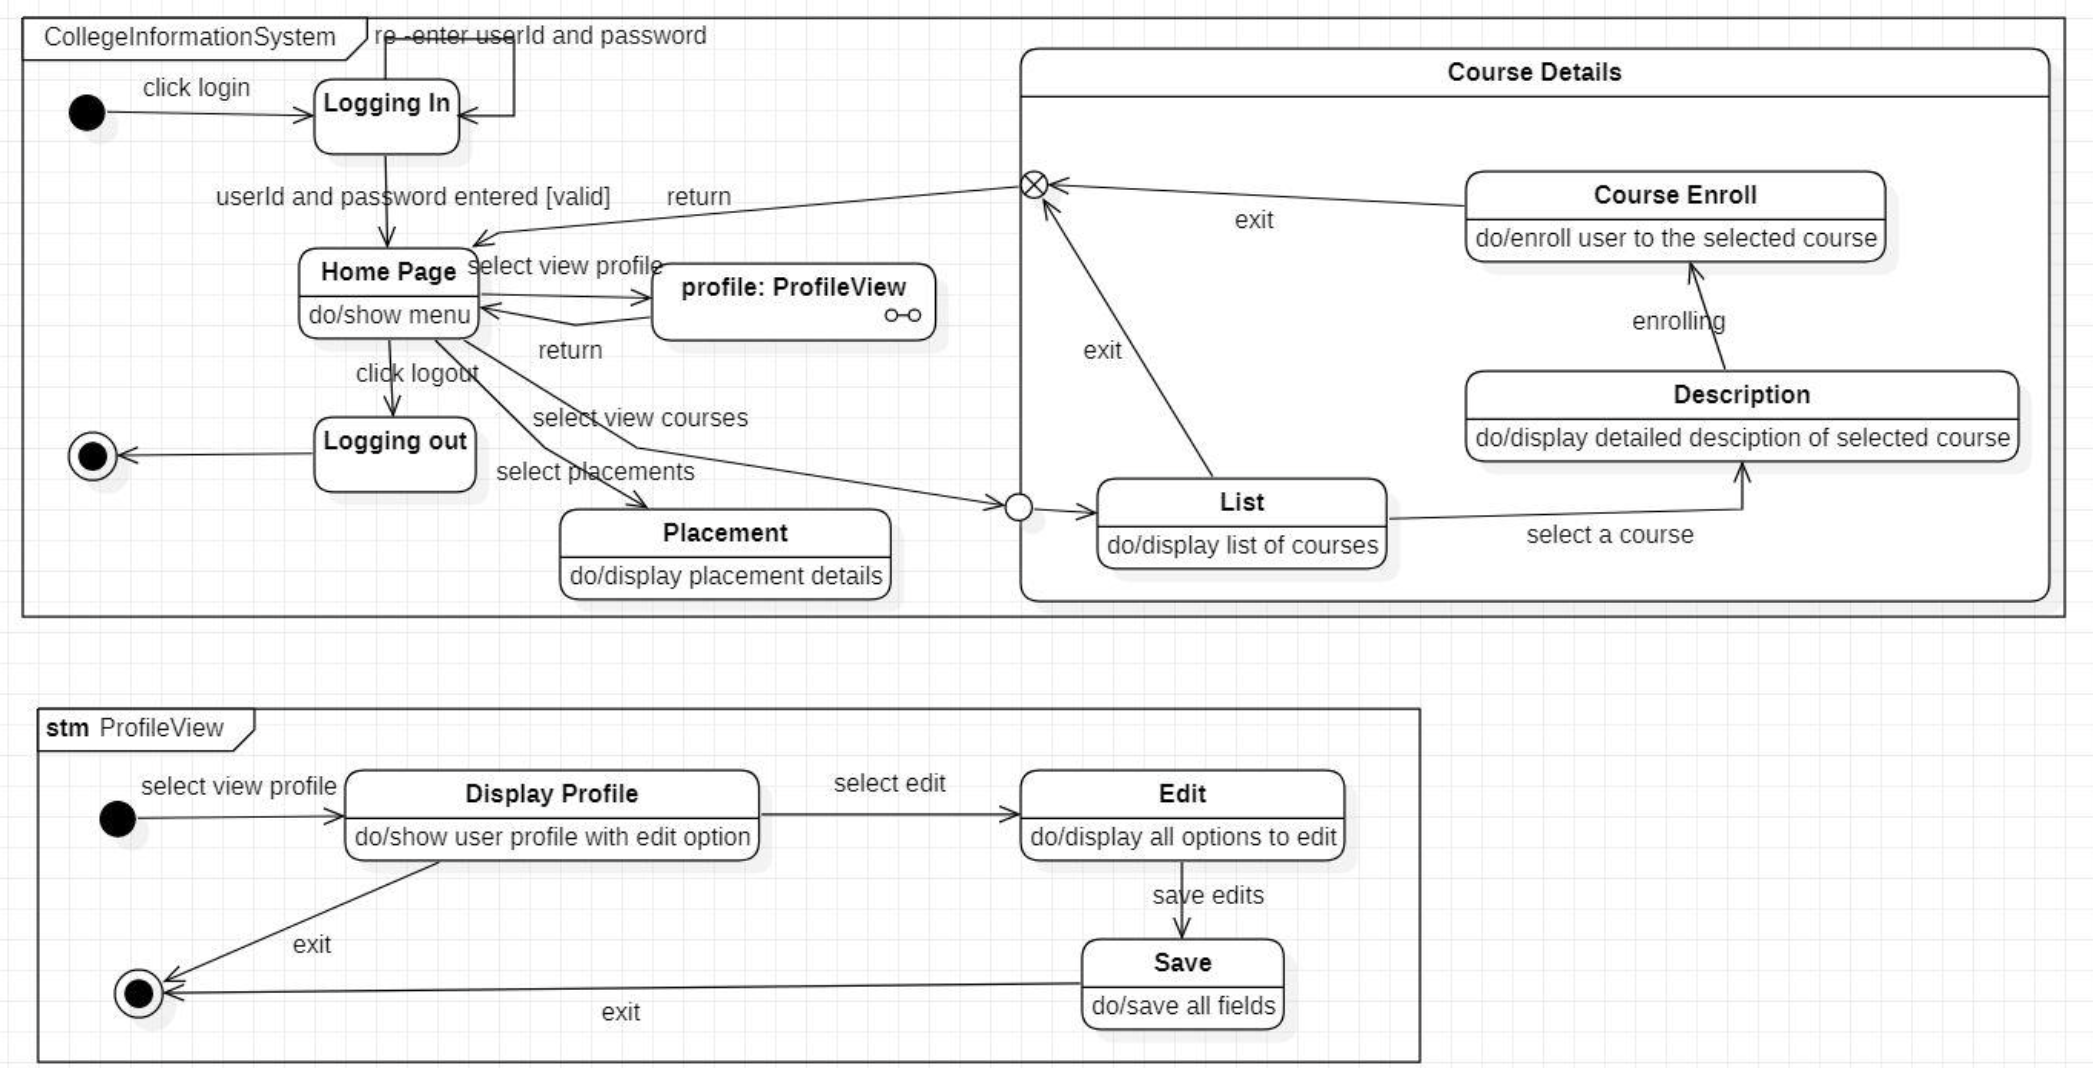 CollegeInformationSystem
re -enter userId and password
Course Details
click login
Logging In
userId and password entered [valid]
return
Course Enroll
do/enroll user to the selected course
exit
Home Page
do/show menu
select view profile
profile: ProfileView
return
enrolling
exit
click logout
Description
do/display detailed desciption of selected course
select view courses
Logging out
select placements
List
do/display list of courses
select a course
Placement
do/display placement details
stm ProfileView
select view profile
Display Profile
do/show user profile with edit option
select edit
Edit
do/display all options to edit
save edits
exit
Save
do/save all fields
exit